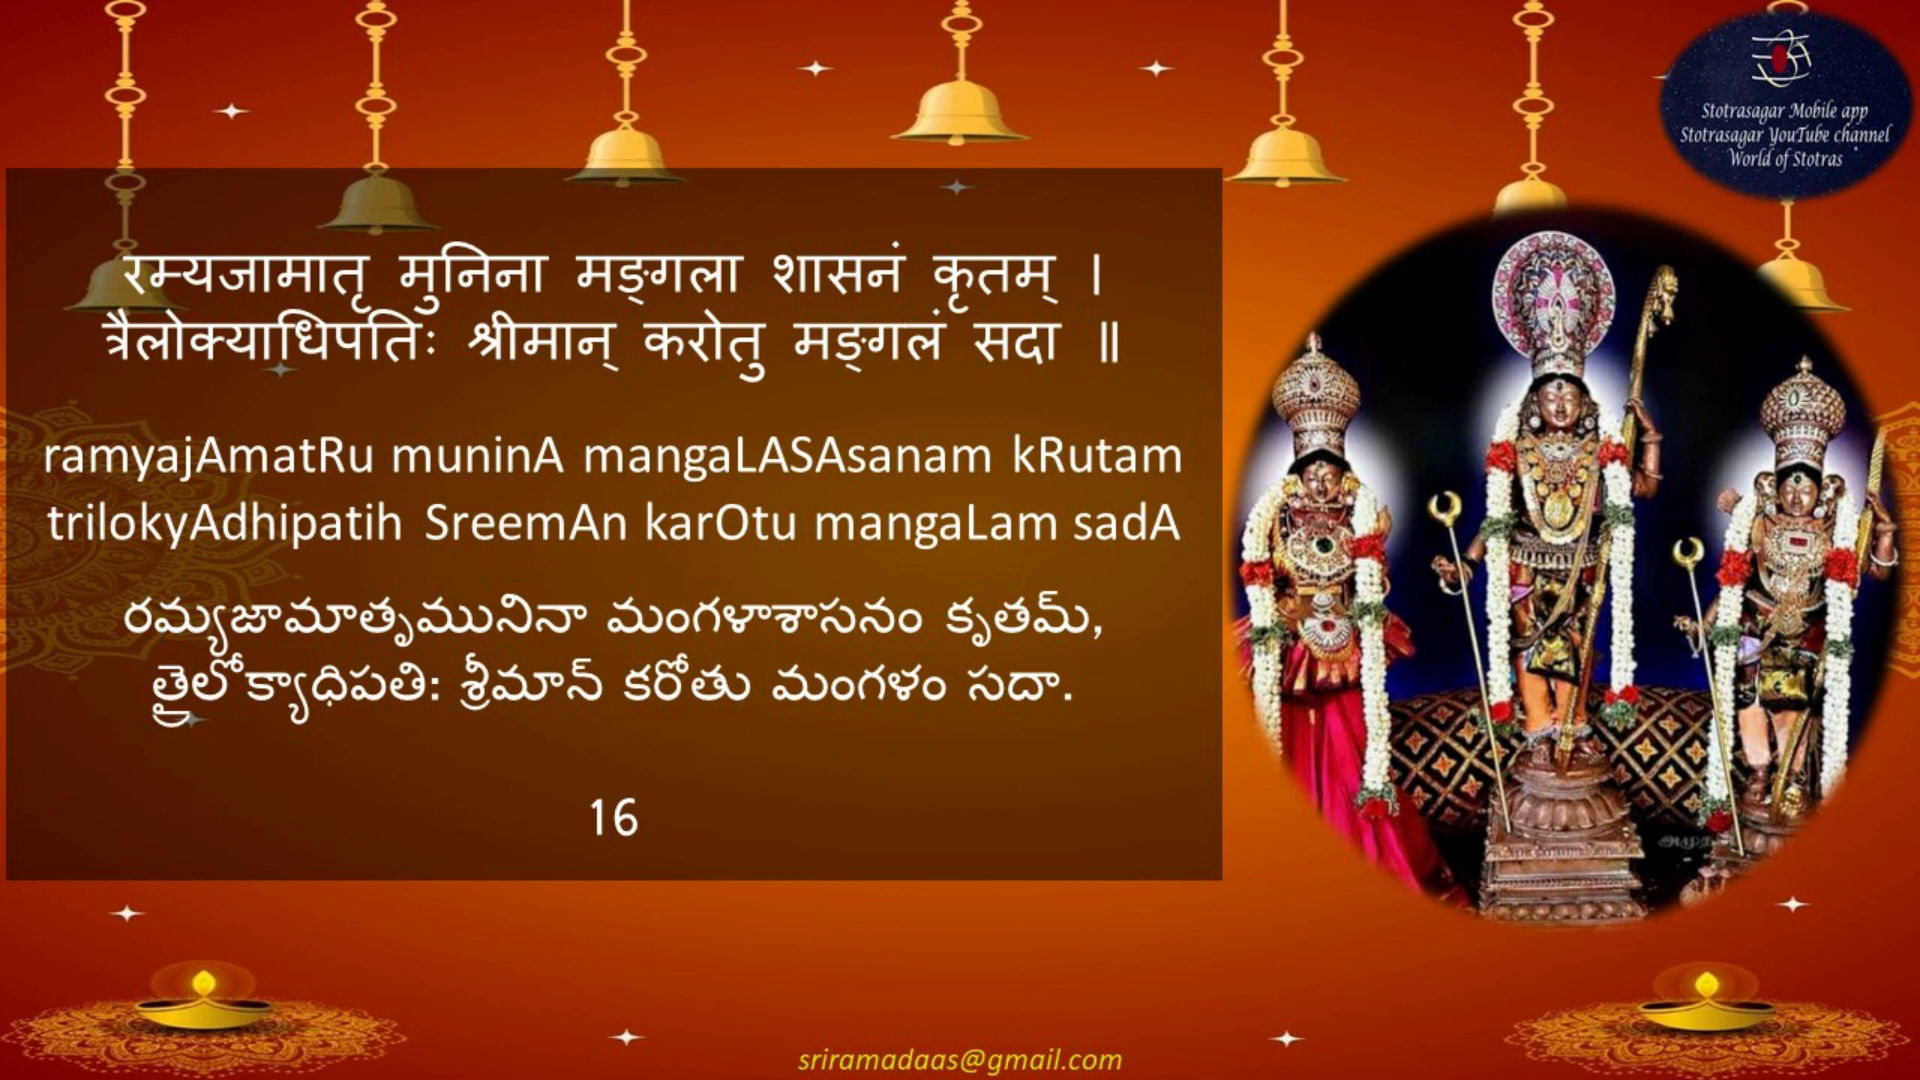 Stotrasagar Mobile app
Stotrasagar YouTube channel
World of Stotras
रम्यजामातृ मुनिना मङ्गला शासनं कृतम् ।
त्रैलोक्याधिपतिः श्रीमान् करोतु मङ्गलं सदा ॥
ramyajAmatRu muninA mangaLASAsanam kRutam
trilokyAdhipatih SreemAn karOtu mangaLam sadA
రమ్యజామాతృమునినా మంగళాశాసనం కృతమ్,
త్రైలోక్యాధిపతి: శ్రీమాన్ కరోతు మంగళం సదా.
16
sriramadaas@gmail.com